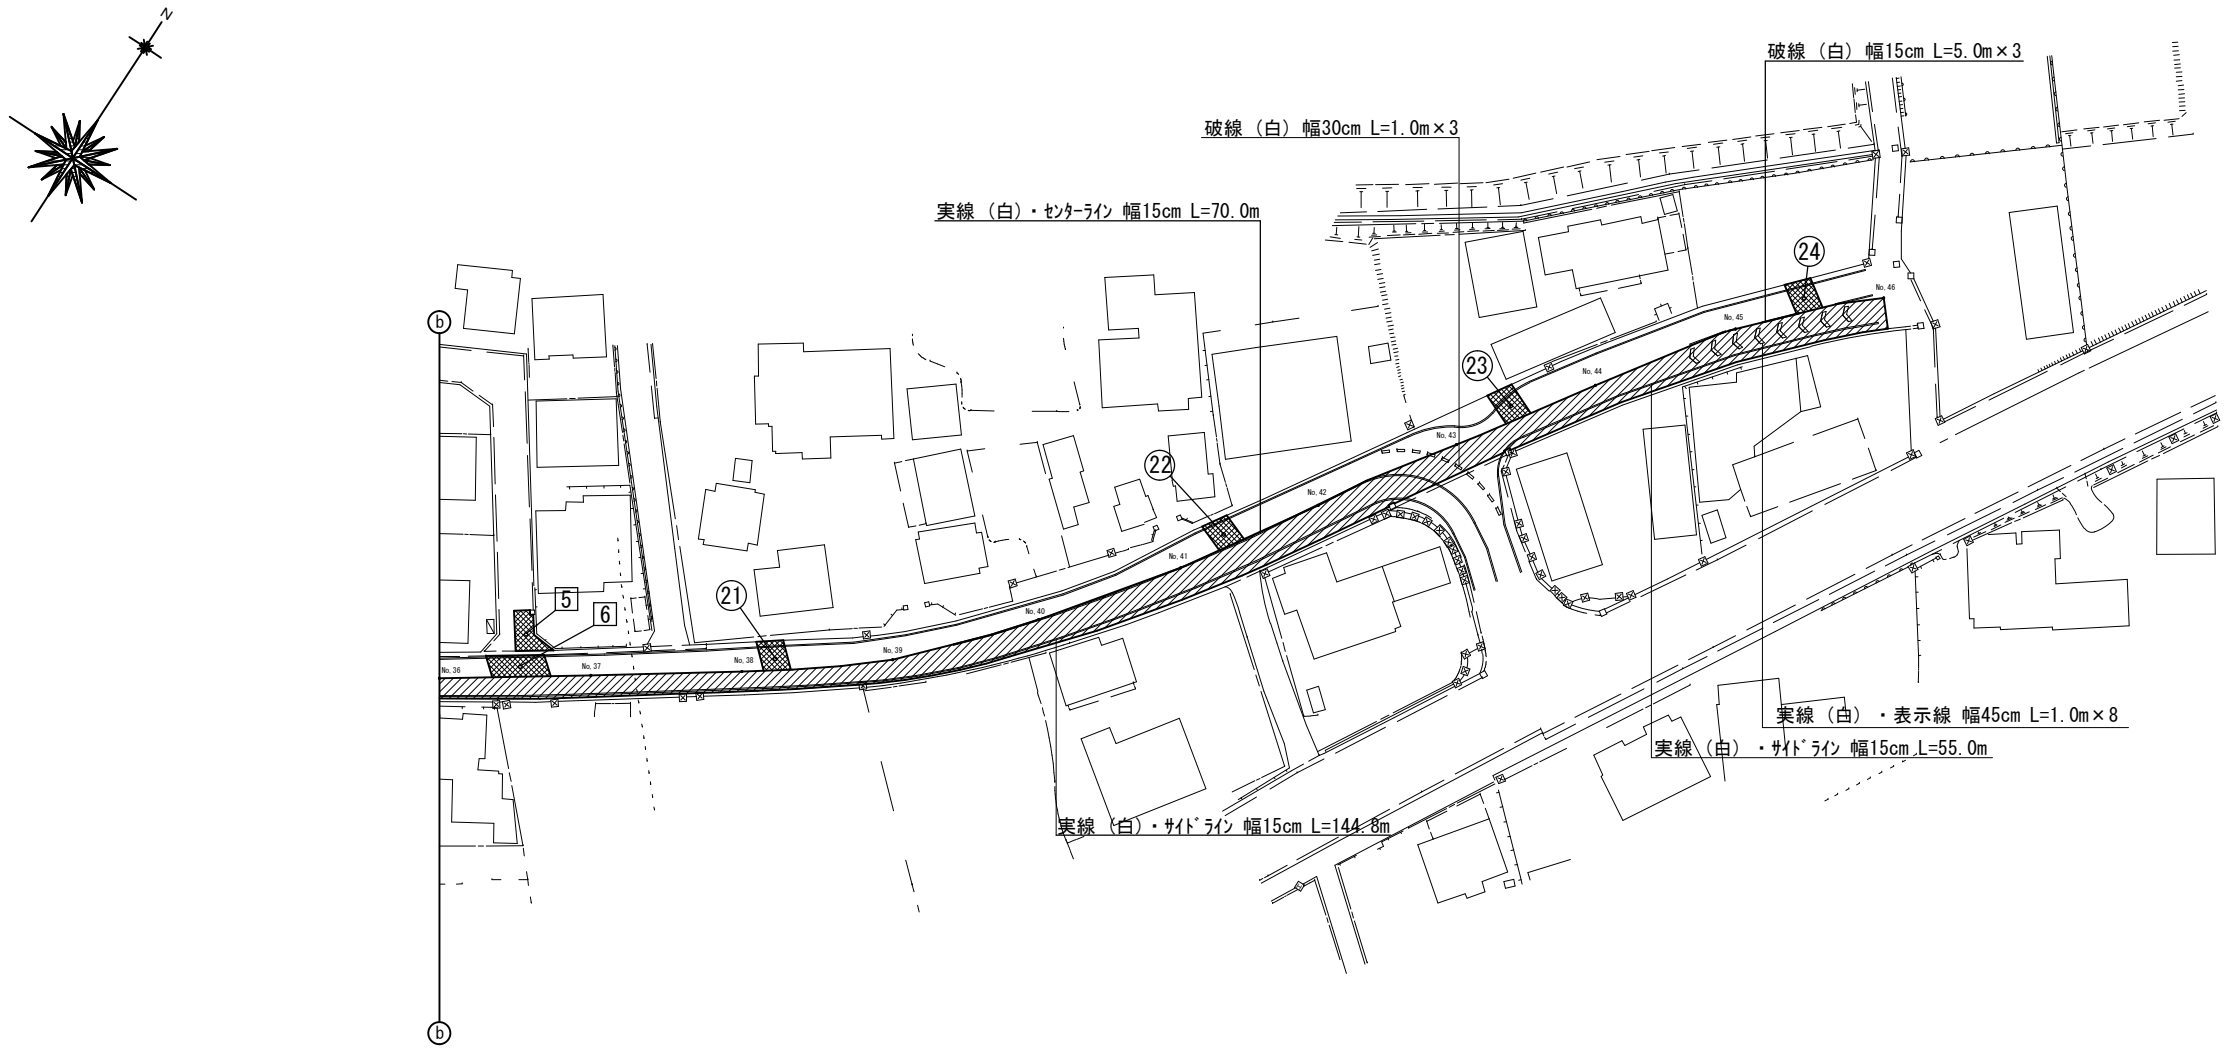 N
破線（白）幅15cm L=5.0m×3
破線（白）幅30cm L=1.0m×3
実線（白）・ｾﾝﾀｰﾗｲﾝ 幅15cm L=70.0m
24
No.46
b
No.45
23
No.44
No.43
22
No.42
No.41
21
5
6
No.40
No.39
No.38
No.37
No.36
実線（白）・表示線 幅45cm L=1.0m×8
実線（白）・ｻｲﾄﾞﾗｲﾝ 幅15cm L=55.0m
実線（白）・ｻｲﾄﾞﾗｲﾝ 幅15cm L=144.8m
b